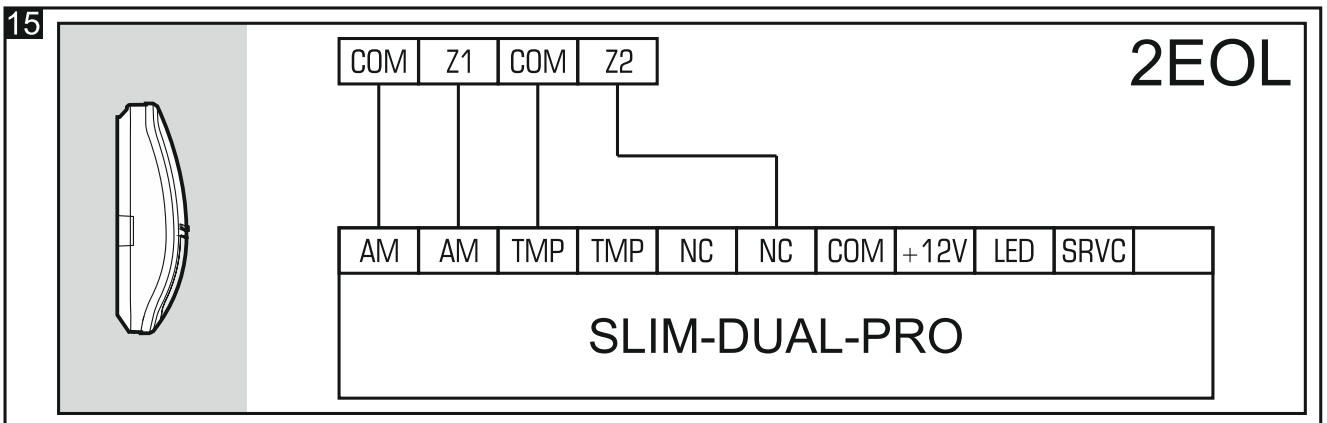 15
COM Z1 COM Z2
2EOL
AM AM TMP TMP NC NC COM +12V LED SRVC
SLIM-DUAL-PRO